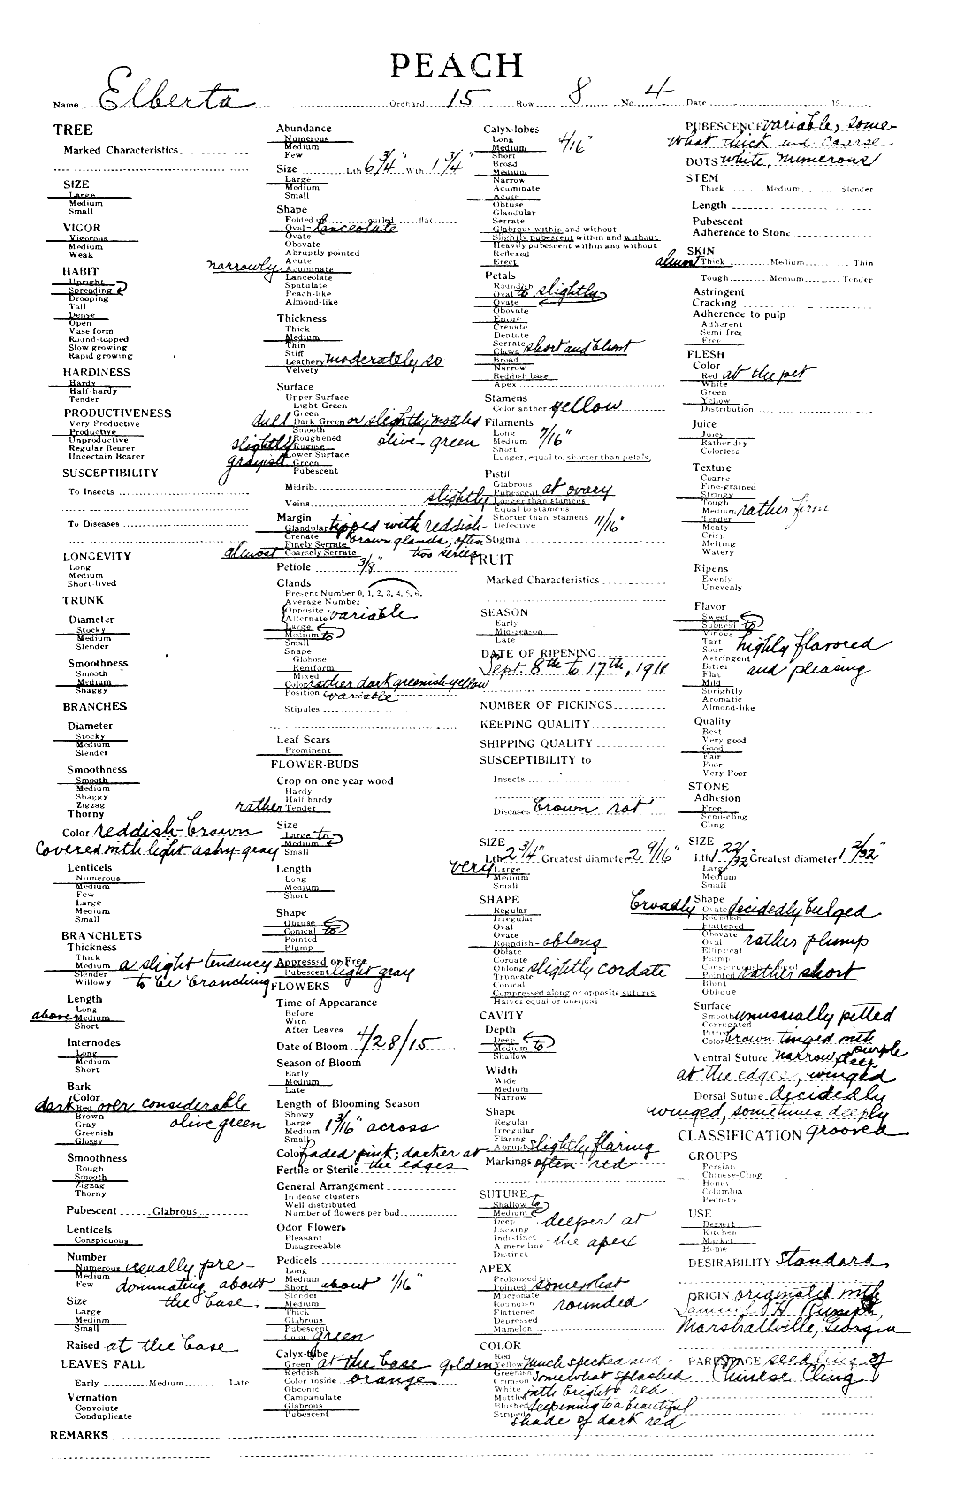 PEACH
Name Elberta Orchard 15 Row 8 No. 4 Date 19
TREE
Marked Characteristics
SIZE
Large
Medium
Small
VIGOR
Vigorous
Medium
Weak
HABIT
Upright
Spreading
Drooping
Tall
Dense
Open
Vase form
Round-topped
Slow growing
Rapid growing
HARDINESS
Hardy
Half-hardy
Tender
PRODUCTIVENESS
Very Productive
Productive
Unproductive
Regular Bearer
Uncertain Bearer
SUSCEPTIBILITY
To Insects
To Diseases
LONGEVITY
Long
Medium
Short-lived
TRUNK
Diameter
Stocky
Medium
Slender
Smoothness
Smooth
Medium
Shaggy
BRANCHES
Diameter
Stocky
Medium
Slender
Smoothness
Smooth
Medium
Shaggy
Zigzag
Thorny
Color reddish-brown
covered with light ashy-gray
Lenticels
Numerous
Medium
Few
Large
Medium
Small
BRANCHLETS
Thickness
Thick
Medium a slight tendency
Slender to be branching
Willowy
Length
Long
above Medium
Short
Internodes
Long
Medium
Short
Bark
Color
dark Red over considerable
Brown olive green
Gray
Greenish
Glossy
Smoothness
Rough
Smooth
Zigzag
Thorny
Pubescent Glabrous
Lenticels
Conspicuous
Number
Numerous usually pre-
Medium dominating about
Few the base
Size
Large
Medium
Small
Raised at the base
LEAVES FALL
Early Medium Late
Vernation
Convolute
Conduplicate
REMARKS
Abundance
Numerous
Medium
Few
Size Lth 6 3/4" Wth 1 3/4"
Large
Medium
Small
Shape
Folded curled flat
Oval-lanceolate
Ovate
Obovate
Abruptly pointed
Acute
narrowly Acuminate
Lanceolate
Spatulate
Peach-like
Almond-like
Thickness
Thick
Medium
Thin
Stiff
Leathery moderately so
Velvety
Surface
Upper Surface
Light Green
Green
dull Dark Green or slightly mottled
Smooth olive-green
slightly Roughened
Rugose
grayish Lower Surface
Green
Pubescent
Midrib
Veins
Margin
Glandular tipped with reddish-
Crenate brown glands, often
Finely Serrate two series
almost Coarsely Serrate
Petiole 3/8"
Glands
Present Number 0, 1, 2, 3, 4, 5, 6,
Average Number
Opposite variable
Alternate
Large
Medium to
Small
Shape
Globose
Reniform
Mixed
Color rather dark greenish-yellow
Position variable
Stipules
Leaf Scars
Prominent
FLOWER-BUDS
Crop on one year wood
Hardy
Half hardy
rather Tender
Size
Large to
Medium
Small
Length
Long
Medium
Short
Shape
Obtuse
Conical to
Pointed
Plump
Appressed or Free
Pubescent light gray
FLOWERS
Time of Appearance
Before
With
After Leaves
Date of Bloom 4/28/15
Season of Bloom
Early
Medium
Late
Length of Blooming Season
Showy
Large
Medium 1 3/16" across
Small
Color faded pink; darker at
Fertile or Sterile the edges
General Arrangement
In dense clusters
Well distributed
Number of flowers per bud
Odor Flowers
Pleasant
Disagreeable
Pedicels
Long
Medium
Short about 1/16"
Slender
Medium
Thick
Glabrous
Pubescent
Color green
Calyx-tube
Green at the base golden
Reddish
Color inside orange
Obconic
Campanulate
Glabrous
Pubescent
Calyx-lobes
Long
Medium 4/16"
Short
Broad
Medium
Narrow
Acuminate
Acute
Obtuse
Glandular
Serrate
Glabrous within and without
Slightly pubescent within and without
Heavily pubescent within and without
Reflexed
Erect
Petals
Roundish
Oval to slightly
Ovate
Obovate
Entire
Crenate
Dentate
Serrate
Claws short and blunt
Broad
Narrow
Reddish base
Apex
Stamens
Color anther yellow
Filaments
Long
Medium 7/16"
Short
Longer, equal to, shorter than petals
Pistil
Glabrous
Pubescent at ovary
slightly Longer than stamens
Equal to stamens
Shorter than stamens 11/16"
Defective
Stigma
FRUIT
Marked Characteristics
SEASON
Early
Mid-season
Late
DATE OF RIPENING
Sept. 8th to 17th, 1911
NUMBER OF PICKINGS
KEEPING QUALITY
SHIPPING QUALITY
SUSCEPTIBILITY to
Insects
Diseases brown rot
SIZE
Lth 2 3/4" Greatest diameter 2 9/16"
very Large
Medium
Small
SHAPE
Regular
Irregular
Oval
Ovate
Roundish-oblong
Oblate
Cordate
Oblong slightly cordate
Truncate
Conical
Compressed along or opposite sutures
Halves equal or unequal
CAVITY
Depth
Deep
Medium to
Shallow
Width
Wide
Medium
Narrow
Shape
Regular
Irregular
Flaring
Abrupt slightly flaring
Markings often red
SUTURE
Shallow to
Medium
Deep deeper at
Lacking
Indistinct the apex
A mere line
Distinct
APEX
Prolonged
Pointed somewhat
Mucronate
Roundish rounded
Flattened
Depressed
Mamelon
COLOR
Red
Yellow much specked and
Greenish somewhat splashed
Crimson
White with bright red
Mottled
Blushed deepening to a beautiful
Striped shade of dark red
PUBESCENCE variable, some-
what thick and coarse
DOTS white, numerous
STEM
Thick Medium Slender
Length
Pubescent
Adherence to Stone
SKIN
almost Thick Medium Thin
Tough Medium Tender
Astringent
Cracking
Adherence to pulp
Adherent
Semi free
Free
FLESH
Color
Red at the pit
White
Green
Yellow
Distribution
Juice
Juicy
Rather dry
Colorless
Texture
Coarse
Fine-grained
Stringy
Tough
Medium rather firm
Tender
Meaty
Crisp
Melting
Watery
Ripens
Evenly
Unevenly
Flavor
Sweet
Subacid to
Vinous
Tart highly flavored
Sour
Astringent and pleasing
Bitter
Flat
Mild
Sprightly
Aromatic
Almond-like
Quality
Best
Very good
Good
Fair
Poor
Very Poor
STONE
Adhesion
Free
Semi-cling
Cling
SIZE
Lth 1 22/32 Greatest diameter 1 2/32"
Large
Medium
Small
Shape
broadly Ovate decidedly bulged
Roundish
Flattened
Obovate
Oval rather plump
Elliptical
Plump
Pointed rather short
Blunt
Oblique
Surface
Smooth unusually pitted
Corrugated
Pitted
Color brown tinged with purple
Ventral Suture narrow, deep
at the edges, winged
Dorsal Suture decidedly
winged, sometimes deeply
grooved
CLASSIFICATION
GROUPS
Persian
Chinese-Cling
Honey
Columbia
Peento
USE
Dessert
Kitchen
Market
Home
DESIRABILITY Standard
ORIGIN originated with
Samuel H. Rumph,
Marshallville, Georgia
PARENTAGE seedling of
Chinese Cling